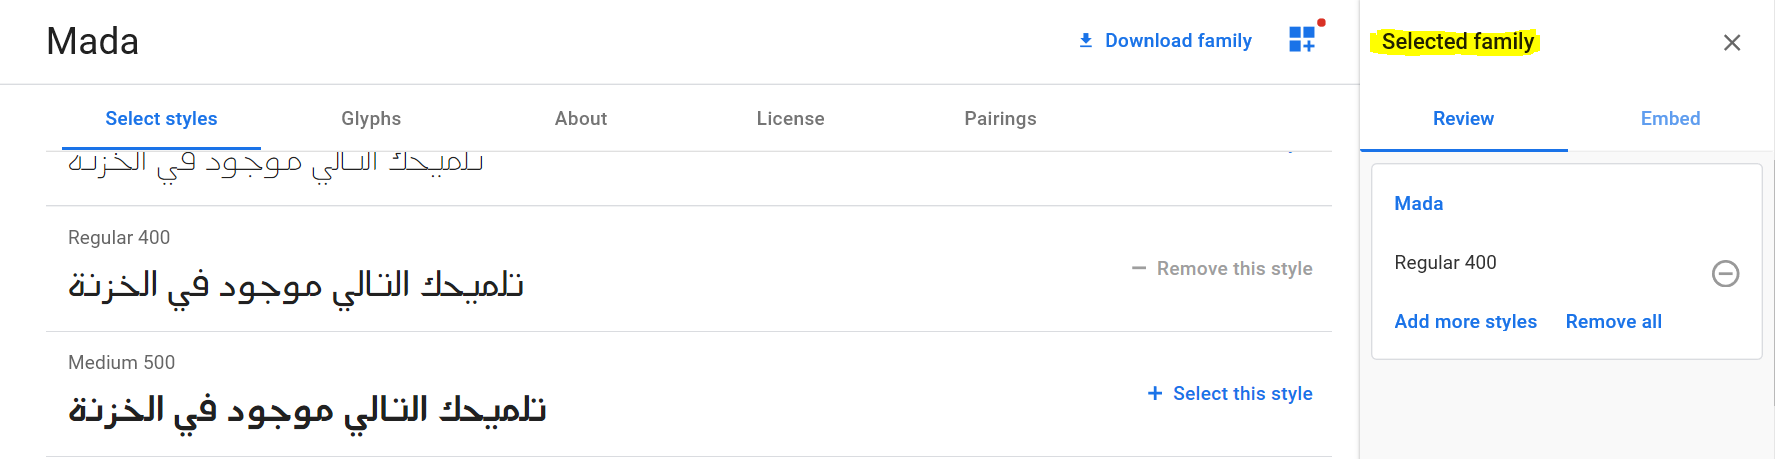 Mada
Download family
Selected family
Select styles
Glyphs
About
License
Pairings
Review
Embed
تلميحك التالي موجود في الخزنة
Mada
Regular 400
تلميحك التالي موجود في الخزنة
Remove this style
Regular 400
Add more styles
Remove all
Medium 500
تلميحك التالي موجود في الخزنة
Select this style